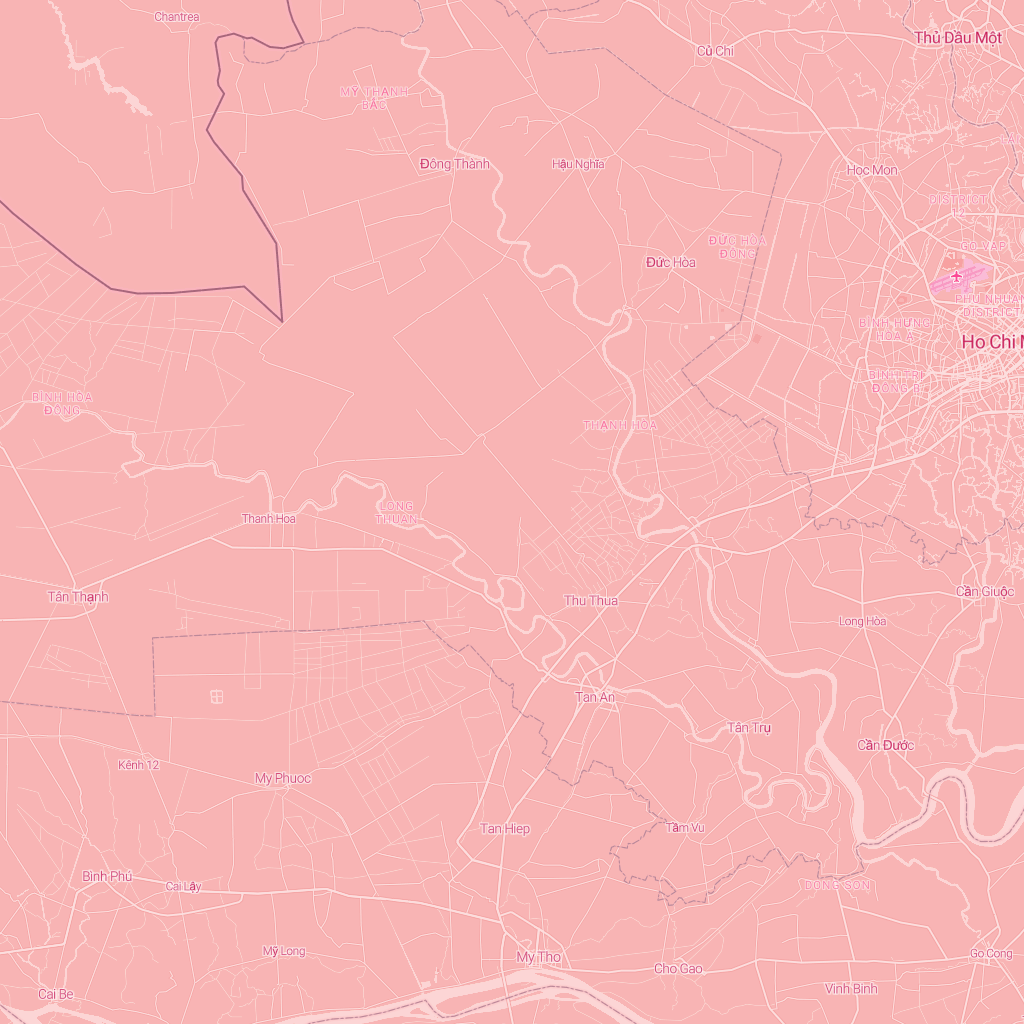 Chantrea
Thủ Dầu Một
Củ Chi
MỸ THẠNH
BẮC
Đông Thành
Hậu Nghĩa
Học Mon
DISTRICT
12
GO VAP
ĐỨC HÒA
ĐÔNG
Đức Hòa
PHU NHUAN
DISTRICT
BÌNH HƯNG
HOÀ A
Ho Chi M
BÌNH TRỊ
ĐÔNG B
BÌNH HÒA
ĐÔNG
THẠNH HÒA
LONG
THUẬN
Thanh Hoa
Tân Thạnh
Thu Thua
Cần Giuộc
Long Hòa
Tan An
Tân Trụ
Cần Đước
Kênh 12
My Phuoc
Tan Hiep
Tầm Vu
Bình Phú
Cai Lậy
DONG SON
Mỹ Long
My Tho
Cho Gao
Go Cong
Vinh Binh
Cai Be